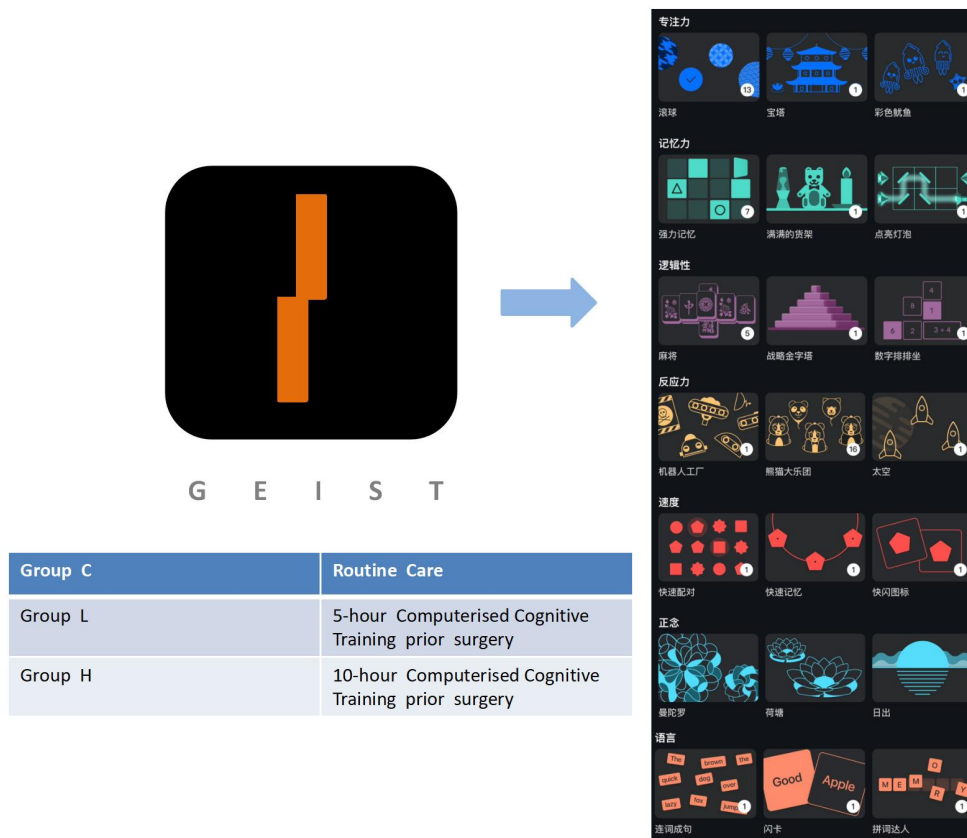 G E I S T
Group C
Routine Care
Group L
5-hour Computerised Cognitive
Training prior surgery
Group H
10-hour Computerised Cognitive
Training prior surgery
专注力
13
1
1
滚球
宝塔
彩色鱿鱼
记忆力
7
1
1
强力记忆
满满的货架
点亮灯泡
逻辑性
4
8
1
6
2
3+4
5
1
1
麻将
战略金字塔
数字排排坐
反应力
1
16
1
机器人工厂
熊猫大乐团
太空
速度
1
1
1
快速配对
快速记忆
快闪图标
正念
曼陀罗
荷塘
日出
语言
The
brown
the
quick
dog
over
lazy
fox
jump
1
Good
Apple
1
M E M O R Y
1
连词成句
闪卡
拼词达人